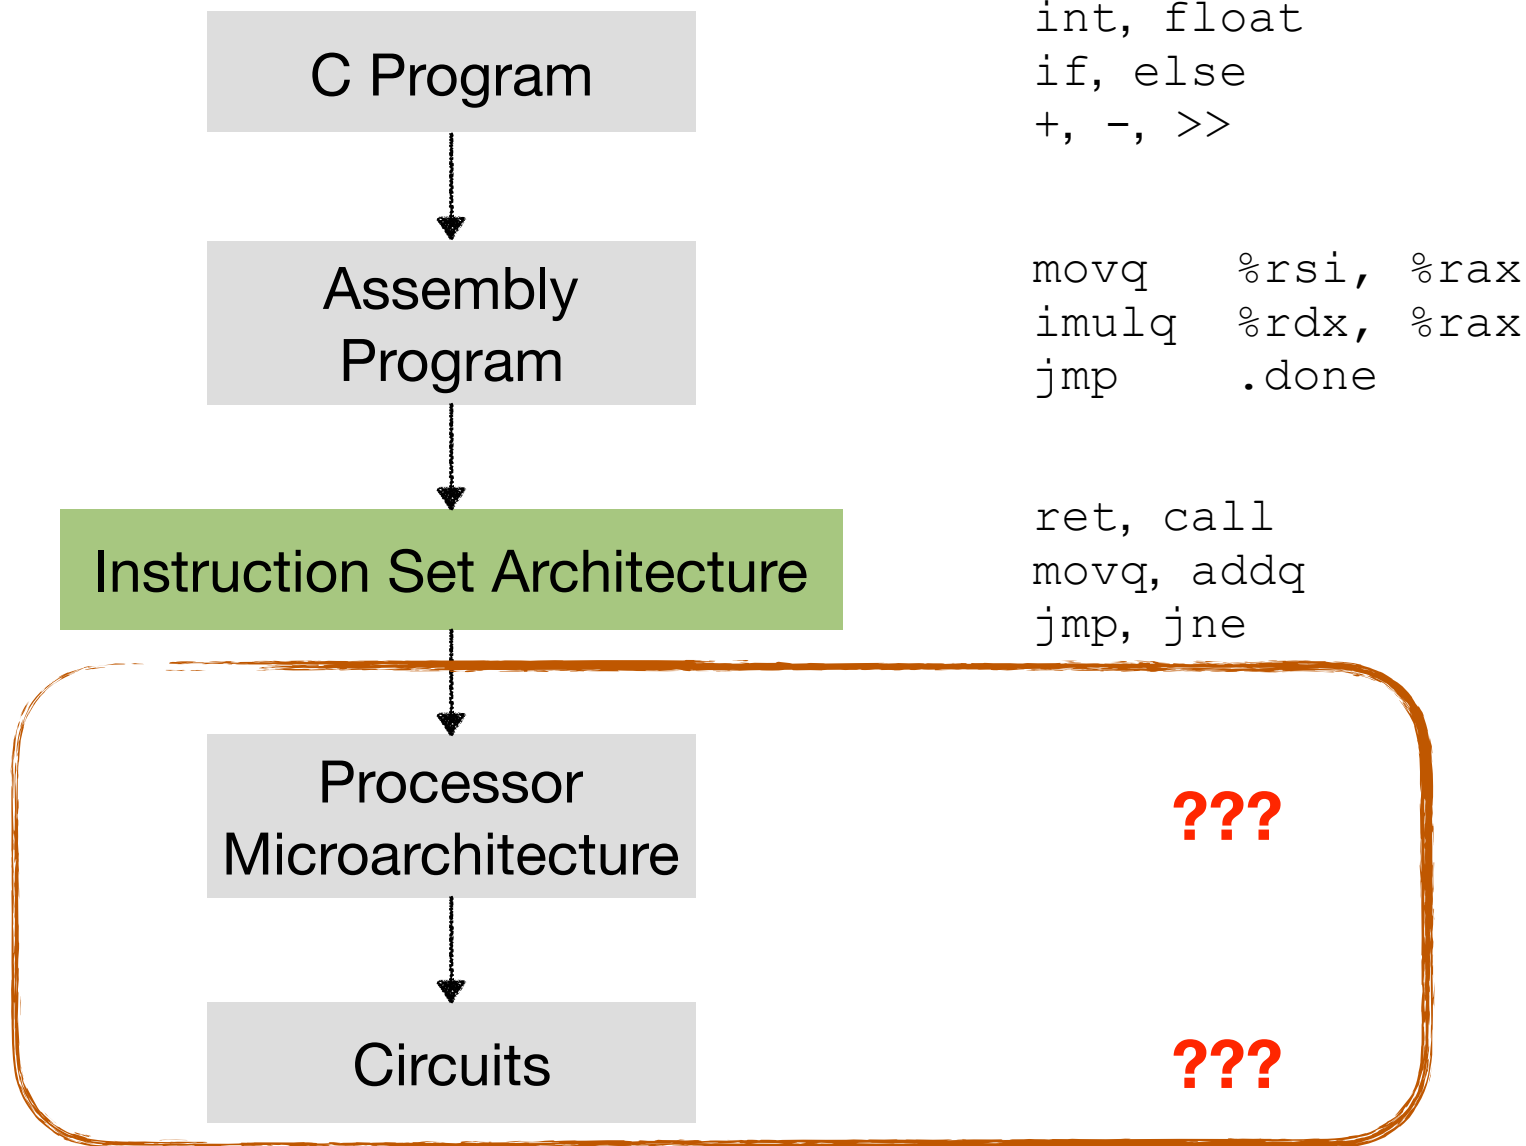 C Program
int, float
if, else
+, -, >>
Assembly
Program
movq %rsi, %rax
imulq %rdx, %rax
jmp .done
Instruction Set Architecture
ret, call
movq, addq
jmp, jne
Processor
Microarchitecture
???
Circuits
???